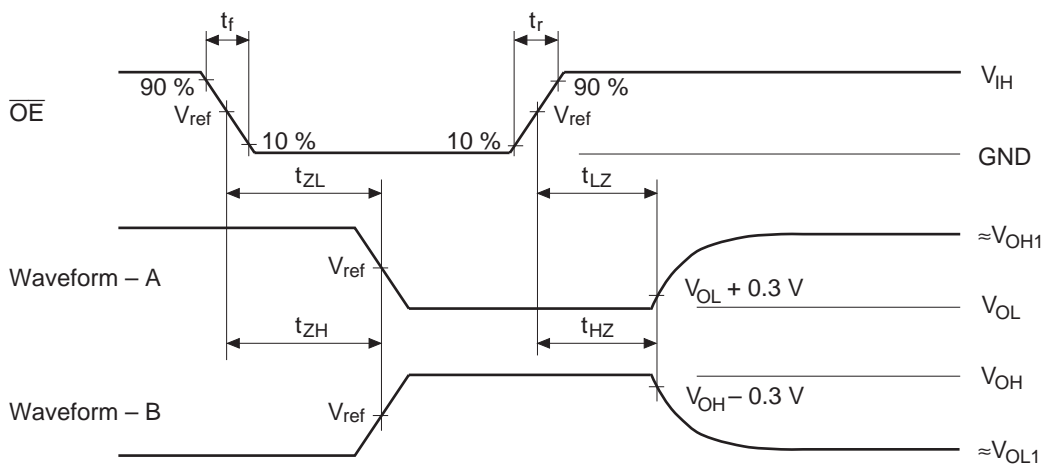 tf
tr
90 %
90 %
VIH
OE
Vref
Vref
10 %
10 %
GND
tZL
tLZ
≈VOH1
Waveform – A
Vref
VOL + 0.3 V
VOL
tZH
tHZ
VOH
VOH – 0.3 V
Waveform – B
Vref
≈VOL1